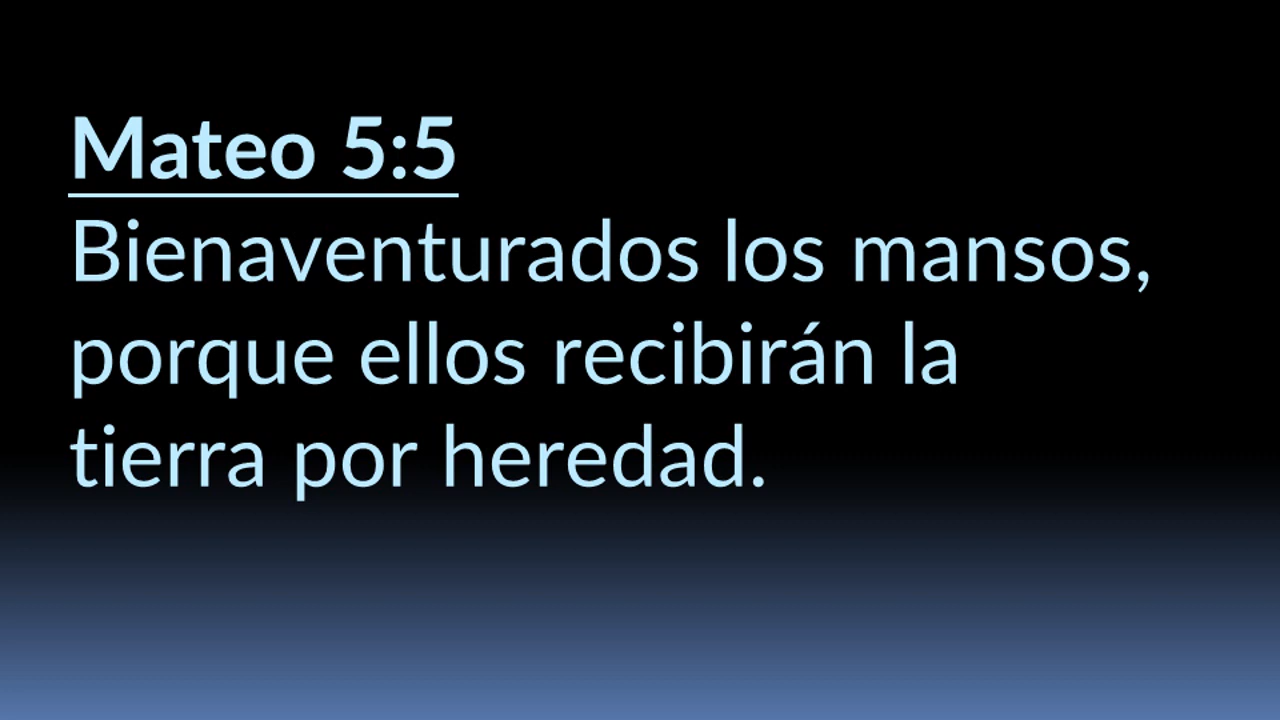 Mateo 5:5
Bienaventurados los mansos,
porque ellos recibirán la
tierra por heredad.